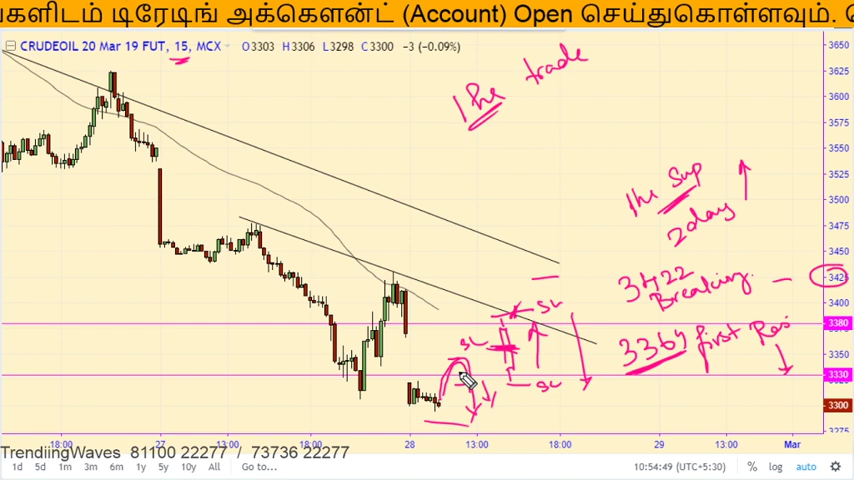 களிடம் டிரேடிங் அக்கௌண்ட் (Account) Open செய்துகொள்ளவும்.
CRUDEOIL 20 Mar 19 FUT, 15, MCX O3303 H3306 L3298 C3300 -3 (-0.09%)
1 hr trade
1hr Sup
2day
3422
Breaking
3364 first Res
SL
SL
SL
3650
3625
3600
3575
3550
3525
3500
3475
3450
3425
3400
3380
3350
3330
3300
3275
18:00 27 13:00 18:00 28 13:00 18:00 29 13:00 Mar
TrendiingWaves 81100 22277 / 73736 22277
1d 5d 1m 3m 6m 1y 5y 10y All Go to... 10:54:49 (UTC+5:30) % log auto